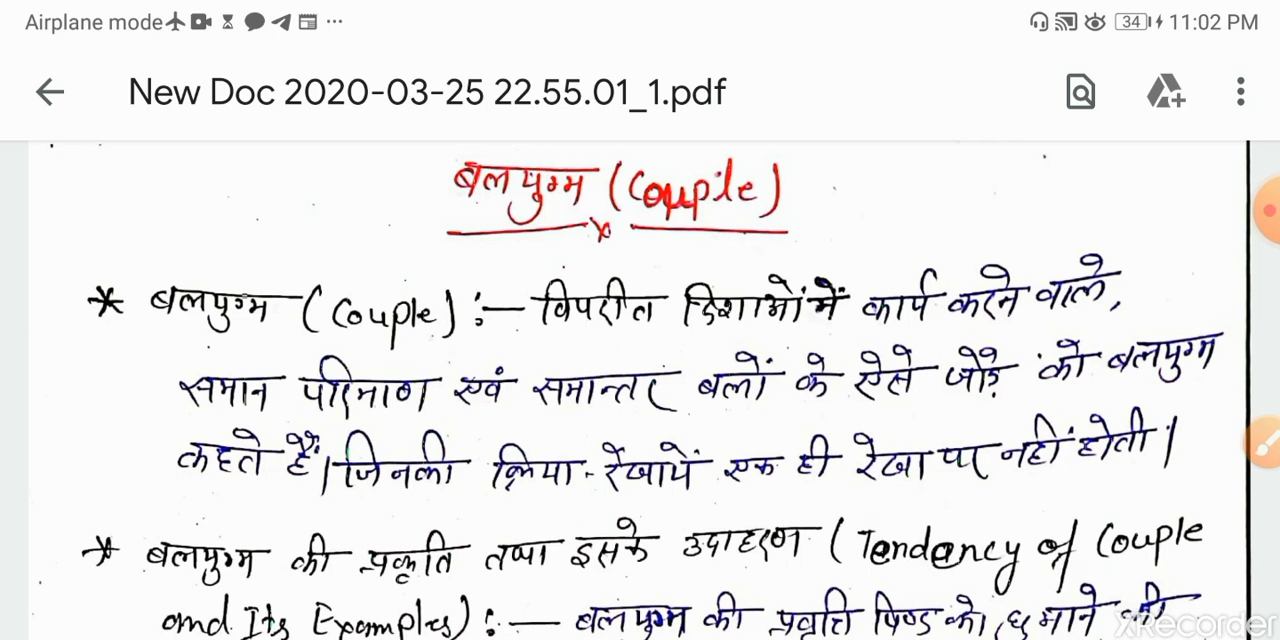 Airplane mode ... 34 11:02 PM
New Doc 2020-03-25 22.55.01_1.pdf
बलयुग्म (Couple)
* बलयुग्म (Couple) :- विपरीत दिशाओं में कार्य करने वाले,
समान परिमाण एवं समान्तर बलों के ऐसे जोड़े को बलयुग्म
कहते हैं। जिनकी क्रिया-रेखायें एक ही रेखा पर नहीं होती।
* बलयुग्म की प्रकृति तथा इसके उदाहरण (Tendency of Couple
and Its Examples) :- बलयुग्म की प्रवृत्ति पिण्ड को घुमाने की
XRecorder